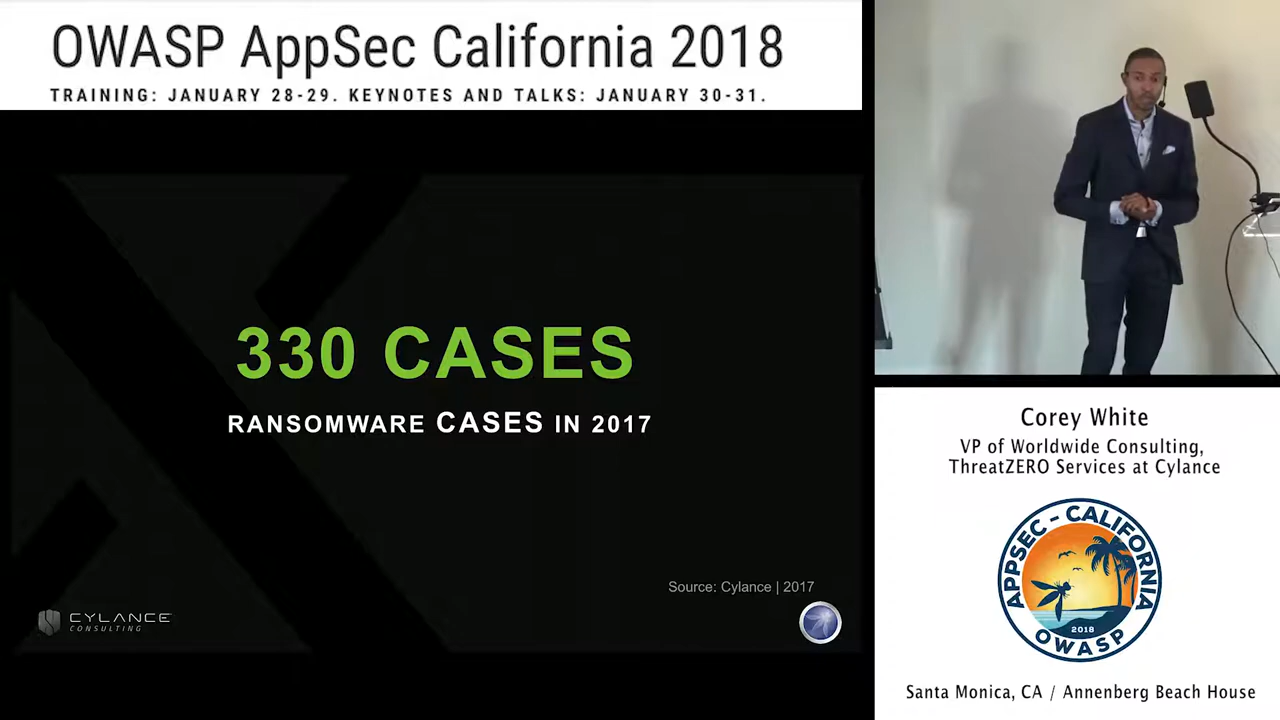 OWASP AppSec California 2018
TRAINING: JANUARY 28-29. KEYNOTES AND TALKS: JANUARY 30-31.
330 CASES
RANSOMWARE CASES IN 2017
Source: Cylance | 2017
CYLANCE
CONSULTING
Corey White
VP of Worldwide Consulting,
ThreatZERO Services at Cylance
APPSEC - CALIFORNIA
2018
OWASP
Santa Monica, CA / Annenberg Beach House